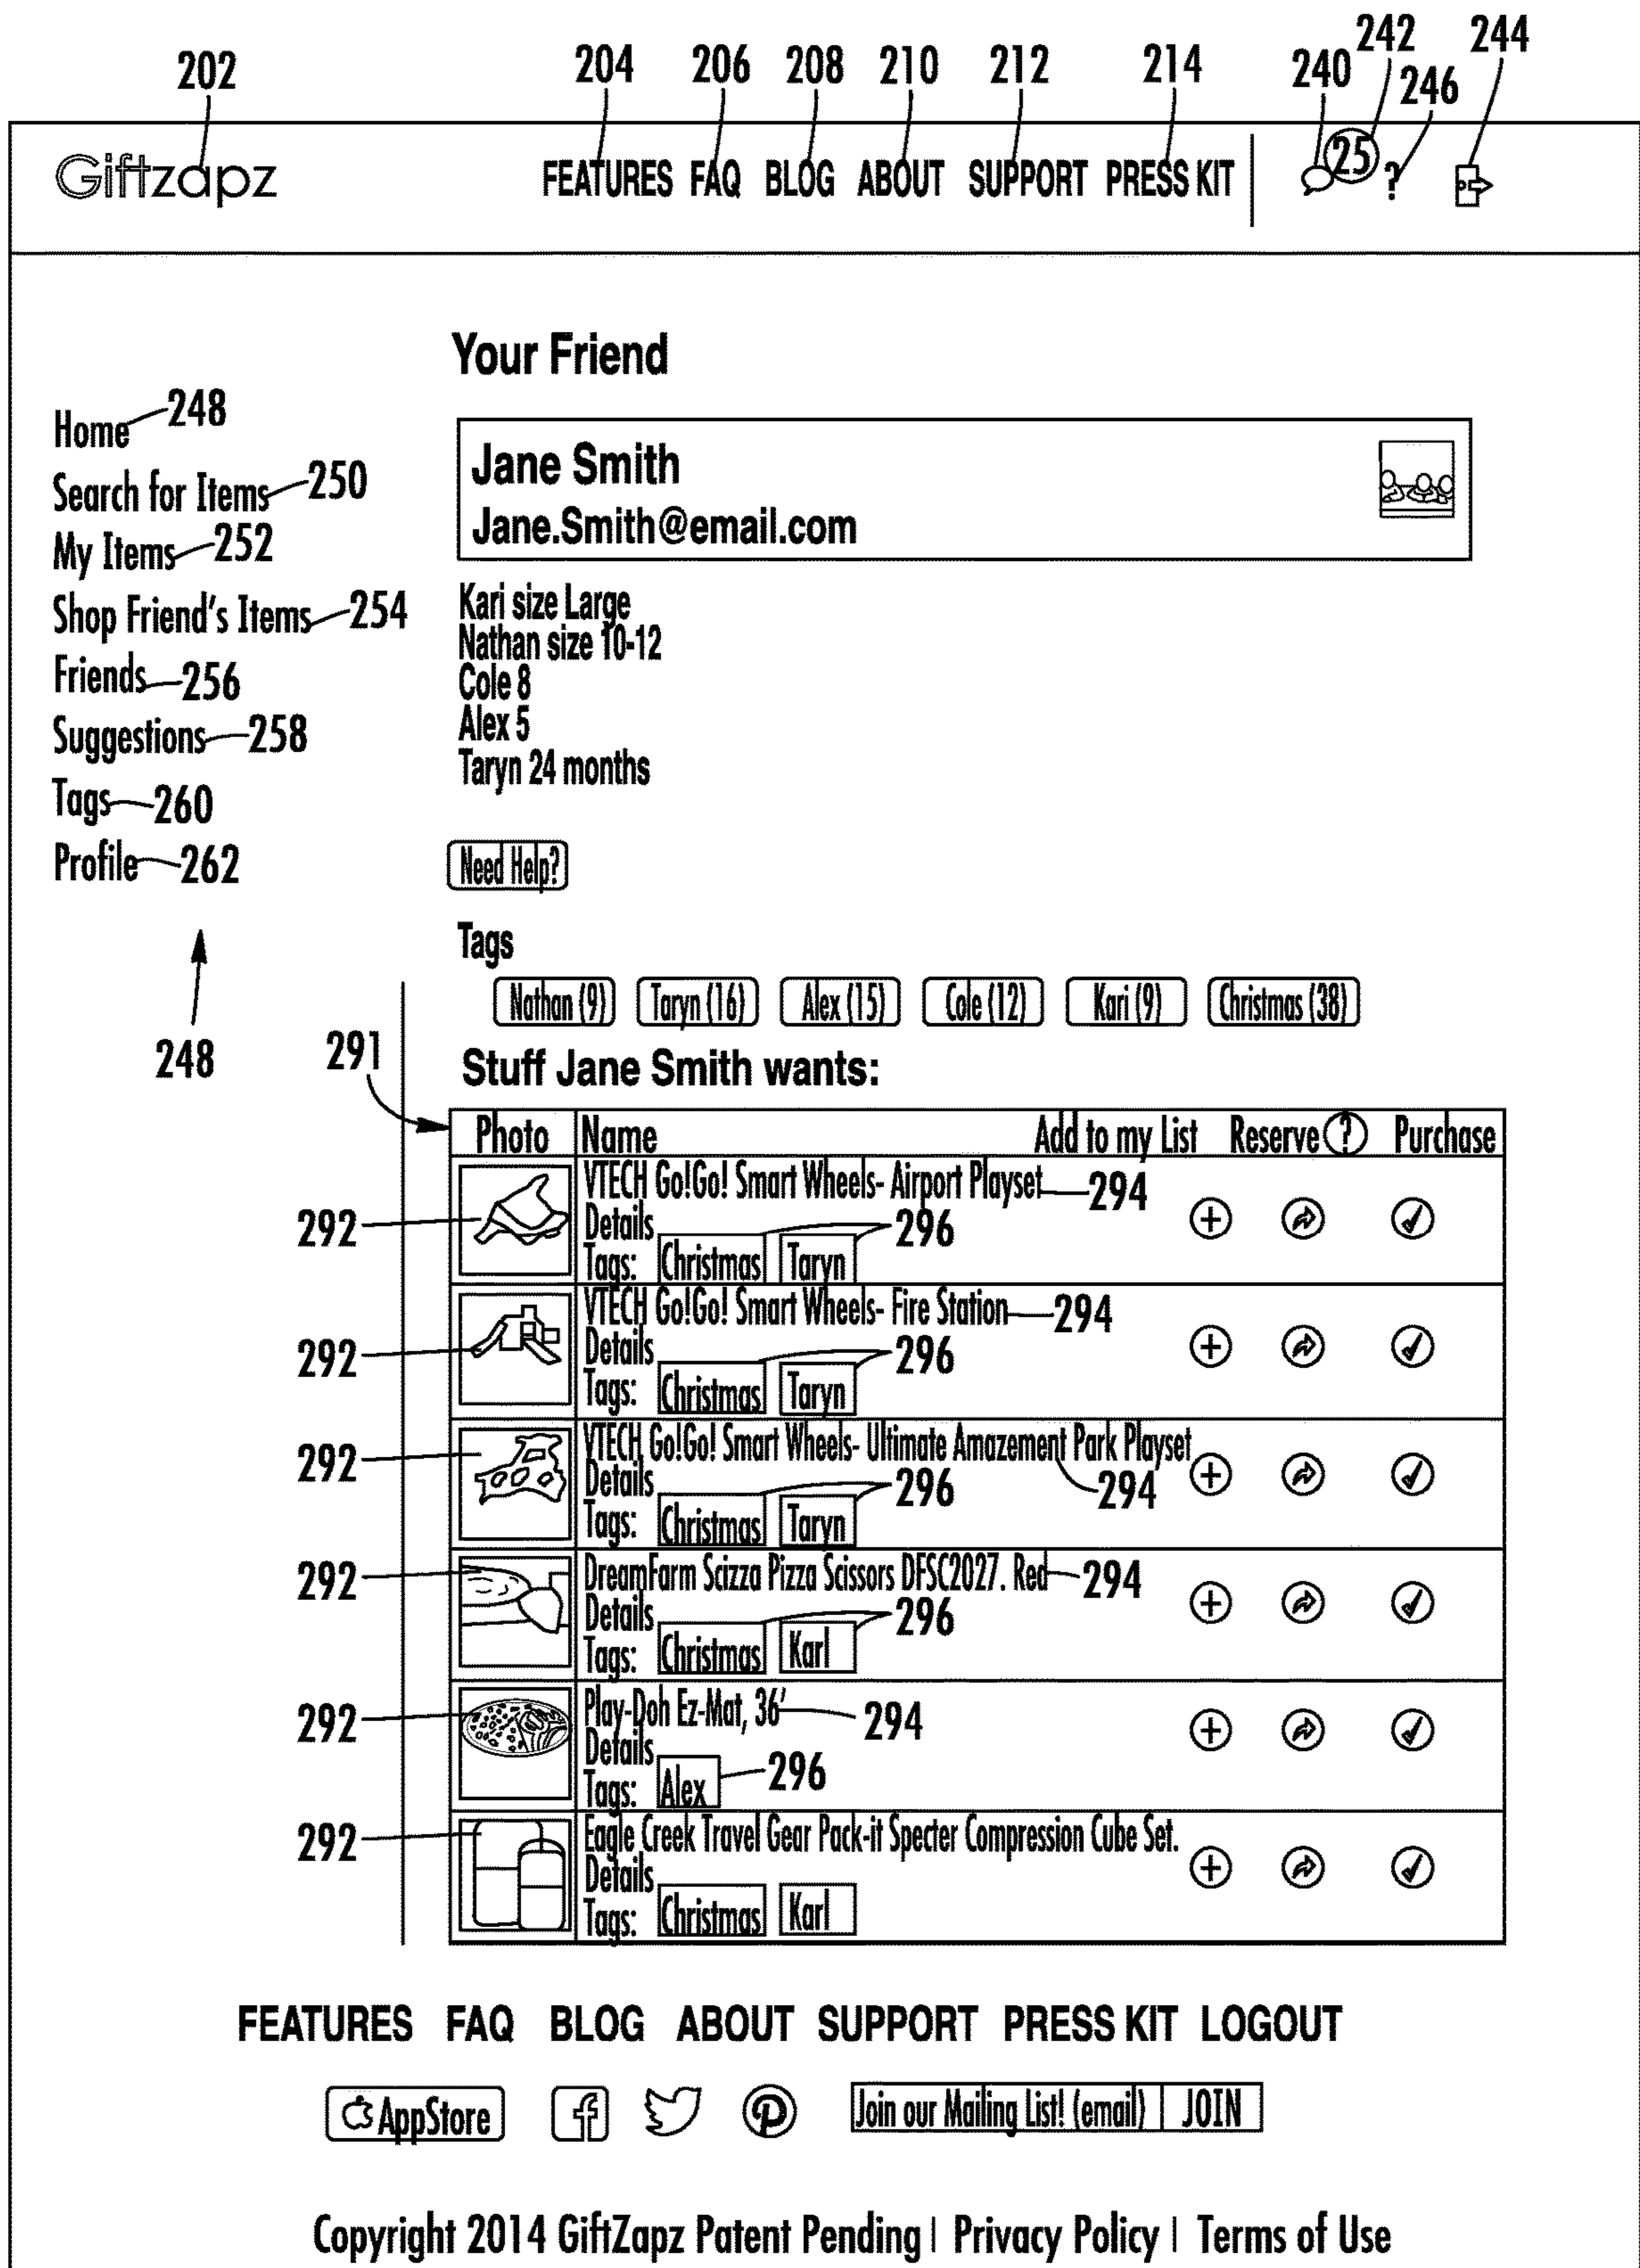 202 204 206 208 210 212 214 240 242 246 244
Giftzapz FEATURES FAQ BLOG ABOUT SUPPORT PRESS KIT 25 ?
Your Friend
Home 248
Search for Items 250
My Items 252
Shop Friend's Items 254
Friends 256
Suggestions 258
Tags 260
Profile 262
248
Jane Smith
Jane.Smith@email.com
Kari size Large
Nathan size 10-12
Cole 8
Alex 5
Taryn 24 months
Need Help?
Tags
Nathan (9) Taryn (16) Alex (15) Cole (12) Kari (9) Christmas (38)
291
Stuff Jane Smith wants:
Photo Name Add to my List Reserve ? Purchase
VTECH Go!Go! Smart Wheels- Airport Playset 294
292 Details 296
Tags: Christmas Taryn
VTECH Go!Go! Smart Wheels- Fire Station 294
292 Details 296
Tags: Christmas Taryn
VTECH Go!Go! Smart Wheels- Ultimate Amazement Park Playset
292 Details 296 294
Tags: Christmas Taryn
292 DreamFarm Scizza Pizza Scissors DFSC2027. Red 294
Details 296
Tags: Christmas Karl
292 Play-Doh Ez-Mat, 36' 294
Details
Tags: Alex 296
292 Eagle Creek Travel Gear Pack-it Specter Compression Cube Set.
Details
Tags: Christmas Karl
FEATURES FAQ BLOG ABOUT SUPPORT PRESS KIT LOGOUT
AppStore f P Join our Mailing List! (email) | JOIN
Copyright 2014 GiftZapz Patent Pending | Privacy Policy | Terms of Use